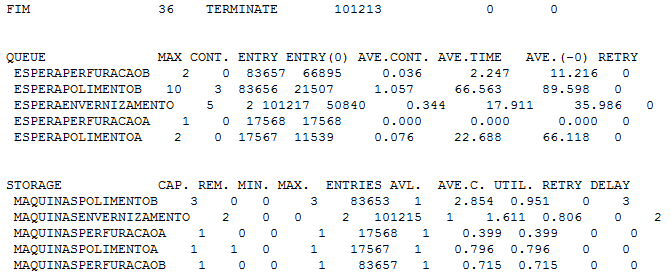 FIM 36 TERMINATE 101213 0 0
QUEUE MAX CONT. ENTRY ENTRY(0) AVE.CONT. AVE.TIME AVE.(-0) RETRY
ESPERAPERFURACAOB 2 0 83657 66895 0.036 2.247 11.216 0
ESPERAPOLIMENTOB 10 3 83656 21507 1.057 66.563 89.598 0
ESPERAENVERNIZAMENTO 5 2 101217 50840 0.344 17.911 35.986 0
ESPERAPERFURACAOA 1 0 17568 17568 0.000 0.000 0.000 0
ESPERAPOLIMENTOA 2 0 17567 11539 0.076 22.688 66.118 0
STORAGE CAP. REM. MIN. MAX. ENTRIES AVL. AVE.C. UTIL. RETRY DELAY
MAQUINASPOLIMENTOB 3 0 0 3 83653 1 2.854 0.951 0 3
MAQUINASENVERNIZAMENTO 2 0 0 2 101215 1 1.611 0.806 0 2
MAQUINASPERFURACAOA 1 0 0 1 17568 1 0.399 0.399 0 0
MAQUINASPOLIMENTOA 1 1 0 1 17567 1 0.796 0.796 0 0
MAQUINASPERFURACAOB 1 0 0 1 83657 1 0.715 0.715 0 0